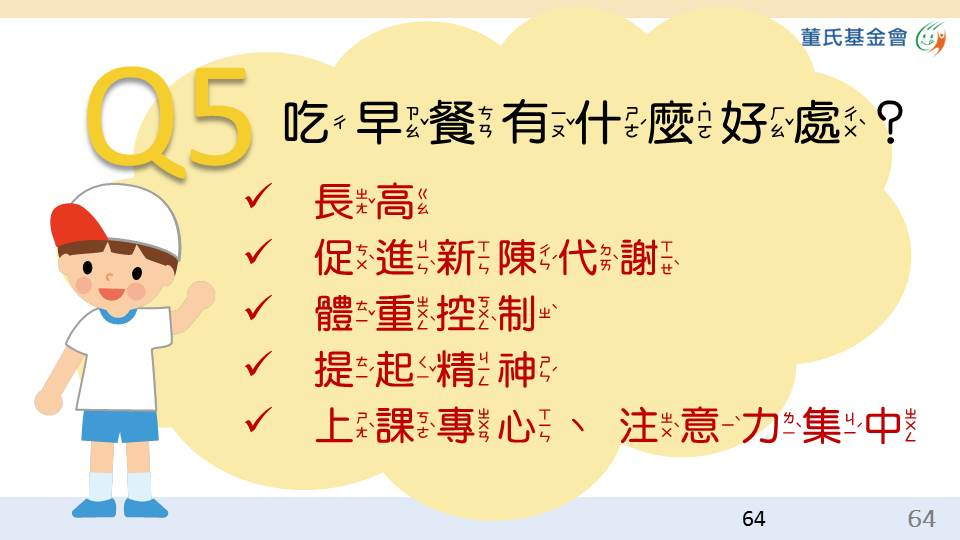 董氏基金會
Q5 吃早餐有什麼好處？
✓ 長高
✓ 促進新陳代謝
✓ 體重控制
✓ 提起精神
✓ 上課專心、注意力集中
64 64